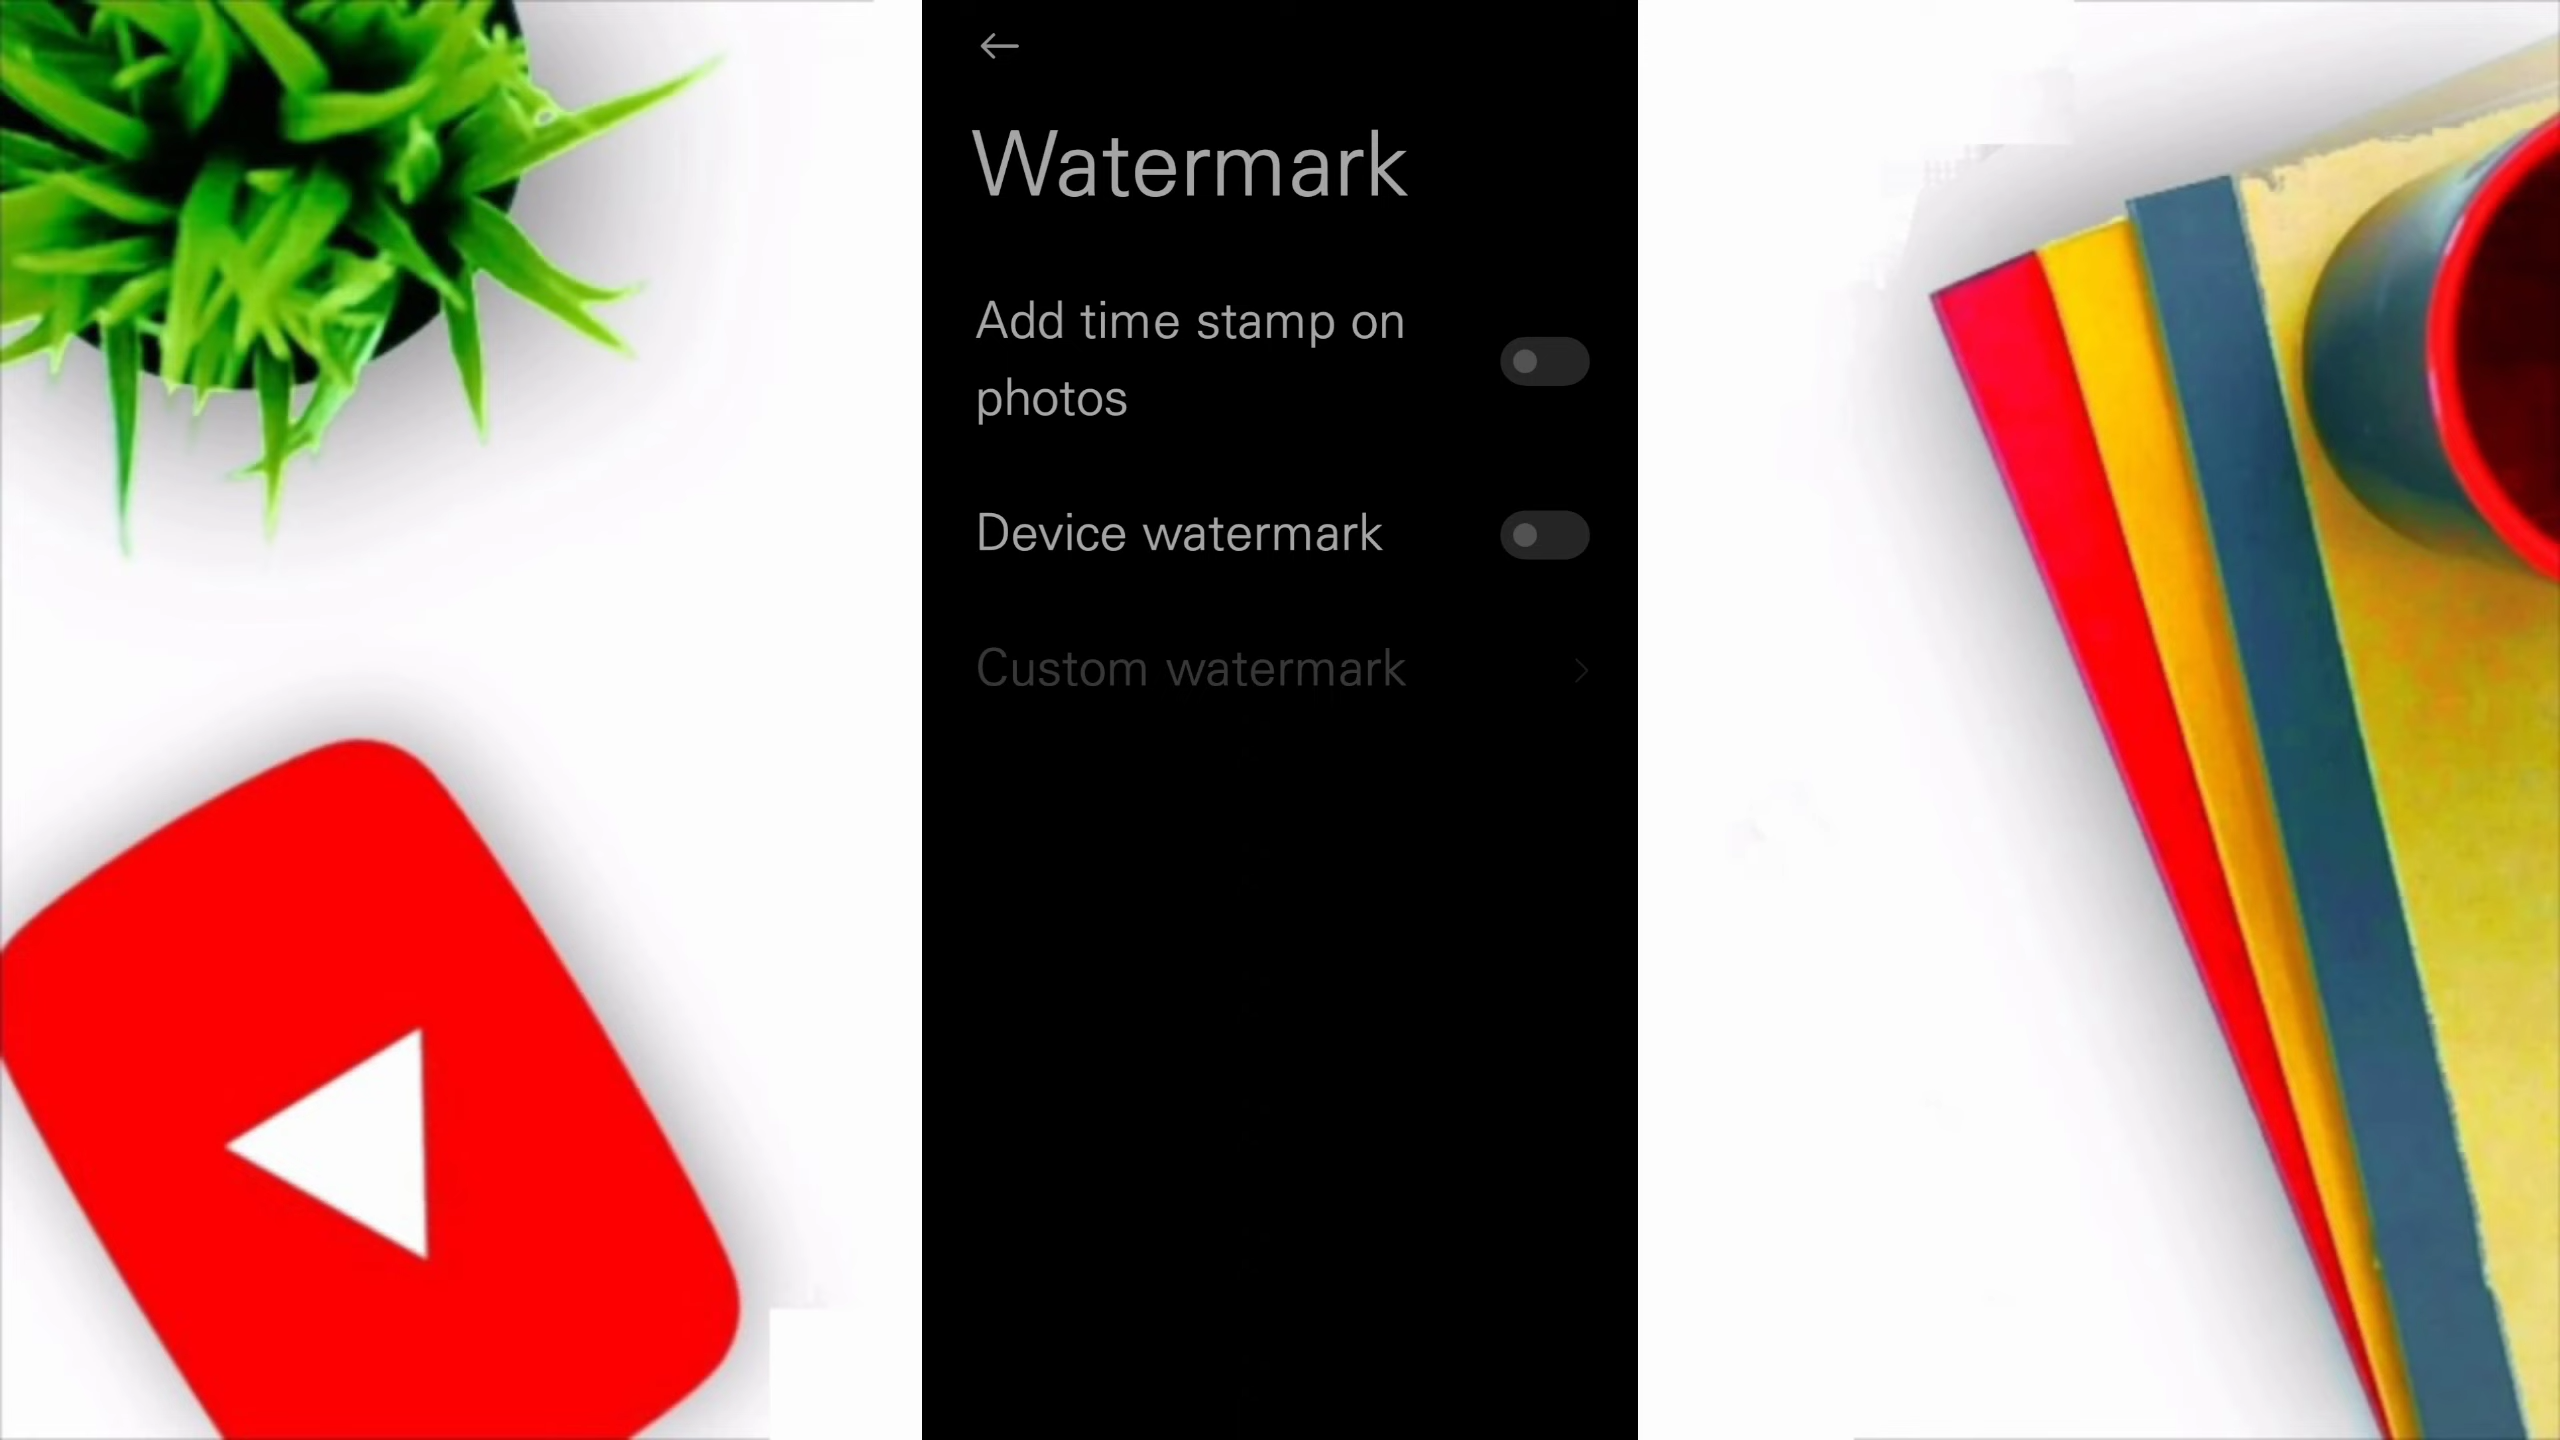 Watermark
Add time stamp on
photos
Device watermark
Custom watermark